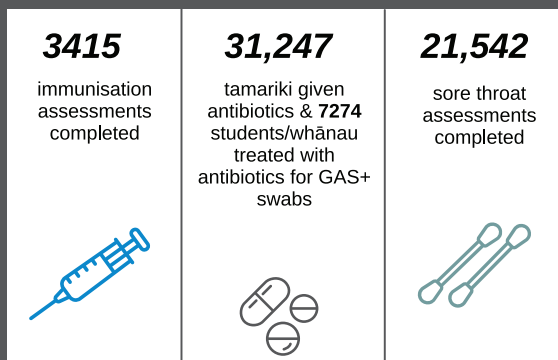 3415
immunisation
assessments
completed
31,247
tamariki given
antibiotics & 7274
students/whānau
treated with
antibiotics for GAS+
swabs
21,542
sore throat
assessments
completed